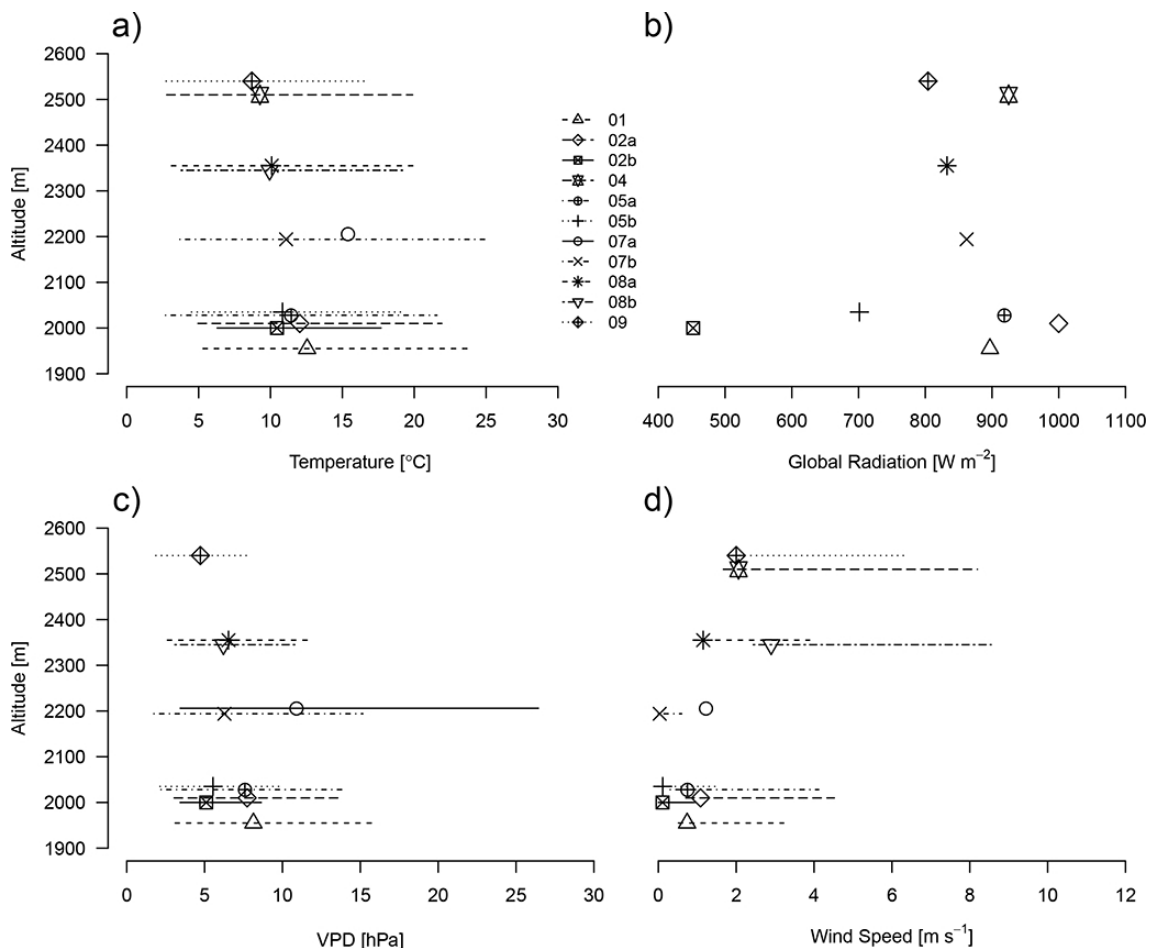 a)
b)
2600
2500
2400
2300
2200
2100
2000
1900
Altitude [m]
0 5 10 15 20 25 30
Temperature [°C]
01
02a
02b
04
05a
05b
07a
07b
08a
08b
09
400 500 600 700 800 900 1000 1100
Global Radiation [W m⁻²]
c)
d)
2600
2500
2400
2300
2200
2100
2000
1900
Altitude [m]
0 5 10 15 20 25 30
VPD [hPa]
0 2 4 6 8 10 12
Wind Speed [m s⁻¹]